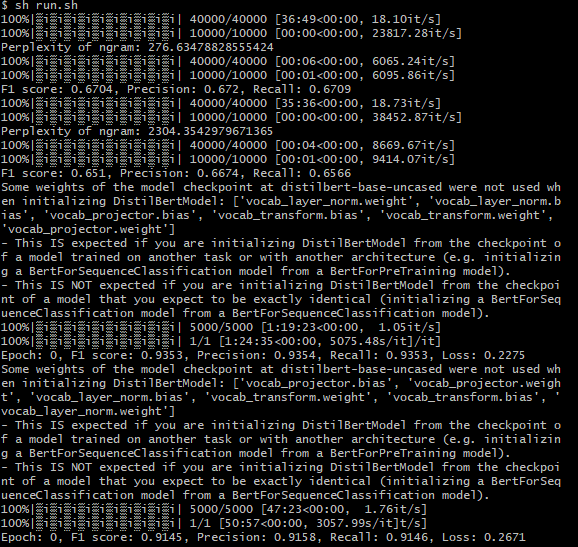 $ sh run.sh
100%|▒i▒i▒i▒i▒i▒i▒i▒i▒i▒i| 40000/40000 [36:49<00:00, 18.10it/s]
100%|▒i▒i▒i▒i▒i▒i▒i▒i▒i▒i| 10000/10000 [00:00<00:00, 23817.28it/s]
Perplexity of ngram: 276.63478828555424
100%|▒i▒i▒i▒i▒i▒i▒i▒i▒i▒i| 40000/40000 [00:06<00:00, 6065.24it/s]
100%|▒i▒i▒i▒i▒i▒i▒i▒i▒i▒i| 10000/10000 [00:01<00:00, 6095.86it/s]
F1 score: 0.6704, Precision: 0.672, Recall: 0.6709
100%|▒i▒i▒i▒i▒i▒i▒i▒i▒i▒i| 40000/40000 [35:36<00:00, 18.73it/s]
100%|▒i▒i▒i▒i▒i▒i▒i▒i▒i▒i| 10000/10000 [00:00<00:00, 38452.87it/s]
Perplexity of ngram: 2304.3542979671365
100%|▒i▒i▒i▒i▒i▒i▒i▒i▒i▒i| 40000/40000 [00:04<00:00, 8669.67it/s]
100%|▒i▒i▒i▒i▒i▒i▒i▒i▒i▒i| 10000/10000 [00:01<00:00, 9414.07it/s]
F1 score: 0.651, Precision: 0.6674, Recall: 0.6566
Some weights of the model checkpoint at distilbert-base-uncased were not used wh
en initializing DistilBertModel: ['vocab_layer_norm.weight', 'vocab_layer_norm.b
ias', 'vocab_projector.bias', 'vocab_transform.bias', 'vocab_transform.weight',
'vocab_projector.weight']
- This IS expected if you are initializing DistilBertModel from the checkpoint o
f a model trained on another task or with another architecture (e.g. initializin
g a BertForSequenceClassification model from a BertForPreTraining model).
- This IS NOT expected if you are initializing DistilBertModel from the checkpoi
nt of a model that you expect to be exactly identical (initializing a BertForSeq
uenceClassification model from a BertForSequenceClassification model).
100%|▒i▒i▒i▒i▒i▒i▒i▒i▒i▒i| 5000/5000 [1:19:23<00:00,  1.05it/s]
100%|▒i▒i▒i▒i▒i▒i▒i▒i▒i▒i| 1/1 [1:24:35<00:00, 5075.48s/it]/it]
Epoch: 0, F1 score: 0.9353, Precision: 0.9354, Recall: 0.9353, Loss: 0.2275
Some weights of the model checkpoint at distilbert-base-uncased were not used wh
en initializing DistilBertModel: ['vocab_projector.bias', 'vocab_projector.weigh
t', 'vocab_layer_norm.bias', 'vocab_transform.weight', 'vocab_transform.bias', '
vocab_layer_norm.weight']
- This IS expected if you are initializing DistilBertModel from the checkpoint o
f a model trained on another task or with another architecture (e.g. initializin
g a BertForSequenceClassification model from a BertForPreTraining model).
- This IS NOT expected if you are initializing DistilBertModel from the checkpoi
nt of a model that you expect to be exactly identical (initializing a BertForSeq
uenceClassification model from a BertForSequenceClassification model).
100%|▒i▒i▒i▒i▒i▒i▒i▒i▒i▒i| 5000/5000 [47:23<00:00,  1.76it/s]
100%|▒i▒i▒i▒i▒i▒i▒i▒i▒i▒i| 1/1 [50:57<00:00, 3057.99s/it]t/s]
Epoch: 0, F1 score: 0.9145, Precision: 0.9158, Recall: 0.9146, Loss: 0.2671